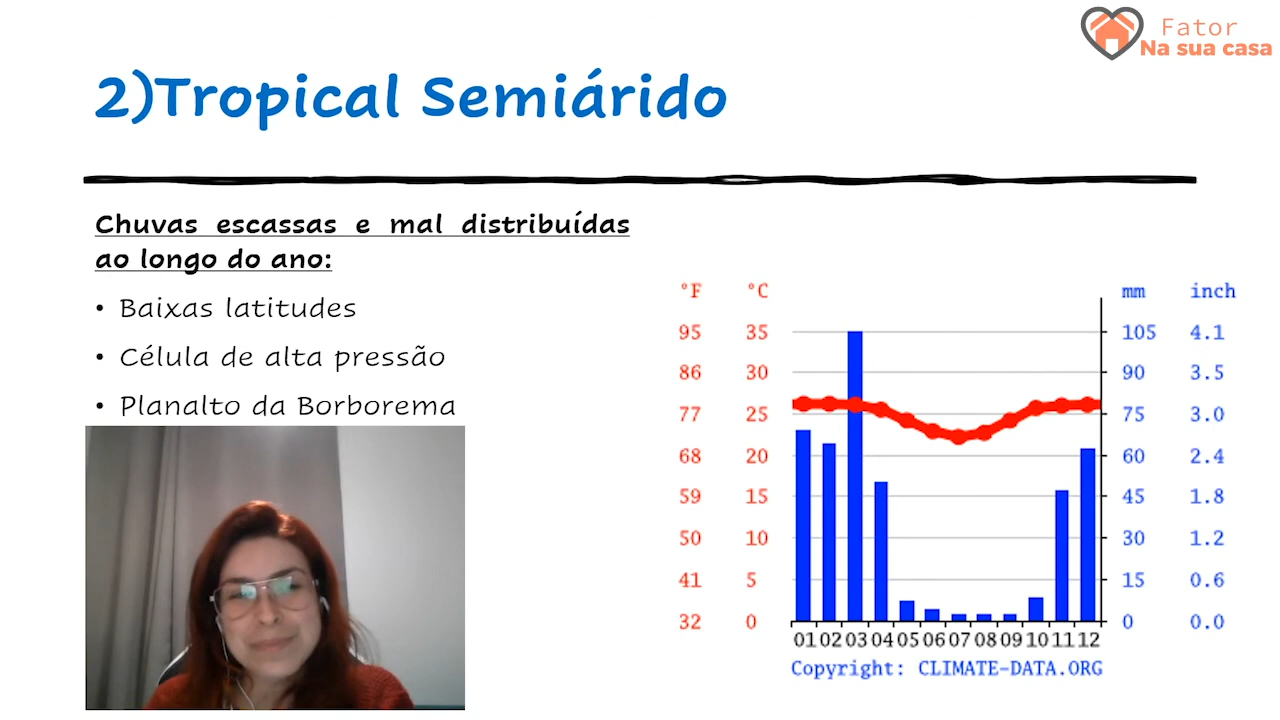 Fator
Na sua casa
2)Tropical Semiárido
Chuvas escassas e mal distribuídas
ao longo do ano:
• Baixas latitudes
• Célula de alta pressão
• Planalto da Borborema
°F °C mm inch
95 35 105 4.1
86 30 90 3.5
77 25 75 3.0
68 20 60 2.4
59 15 45 1.8
50 10 30 1.2
41 5 15 0.6
32 0 0 0.0
01 02 03 04 05 06 07 08 09 10 11 12
Copyright: CLIMATE-DATA.ORG